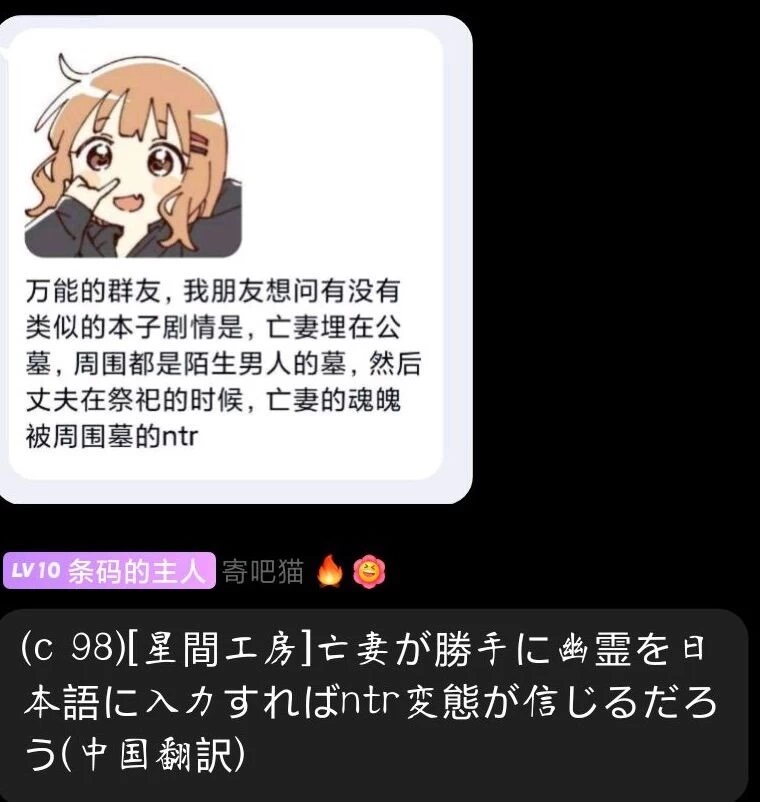 万能的群友，我朋友想问有没有
类似的本子剧情是，亡妻埋在公
墓，周围都是陌生男人的墓，然后
丈夫在祭祀的时候，亡妻的魂魄
被周围墓的ntr
LV10 条码的主人 寄吧猫 🔥
(c 98)[星間工房]亡妻が勝手に幽霊を日
本語に入力すればntr変態が信じるだろ
う(中国翻訳)